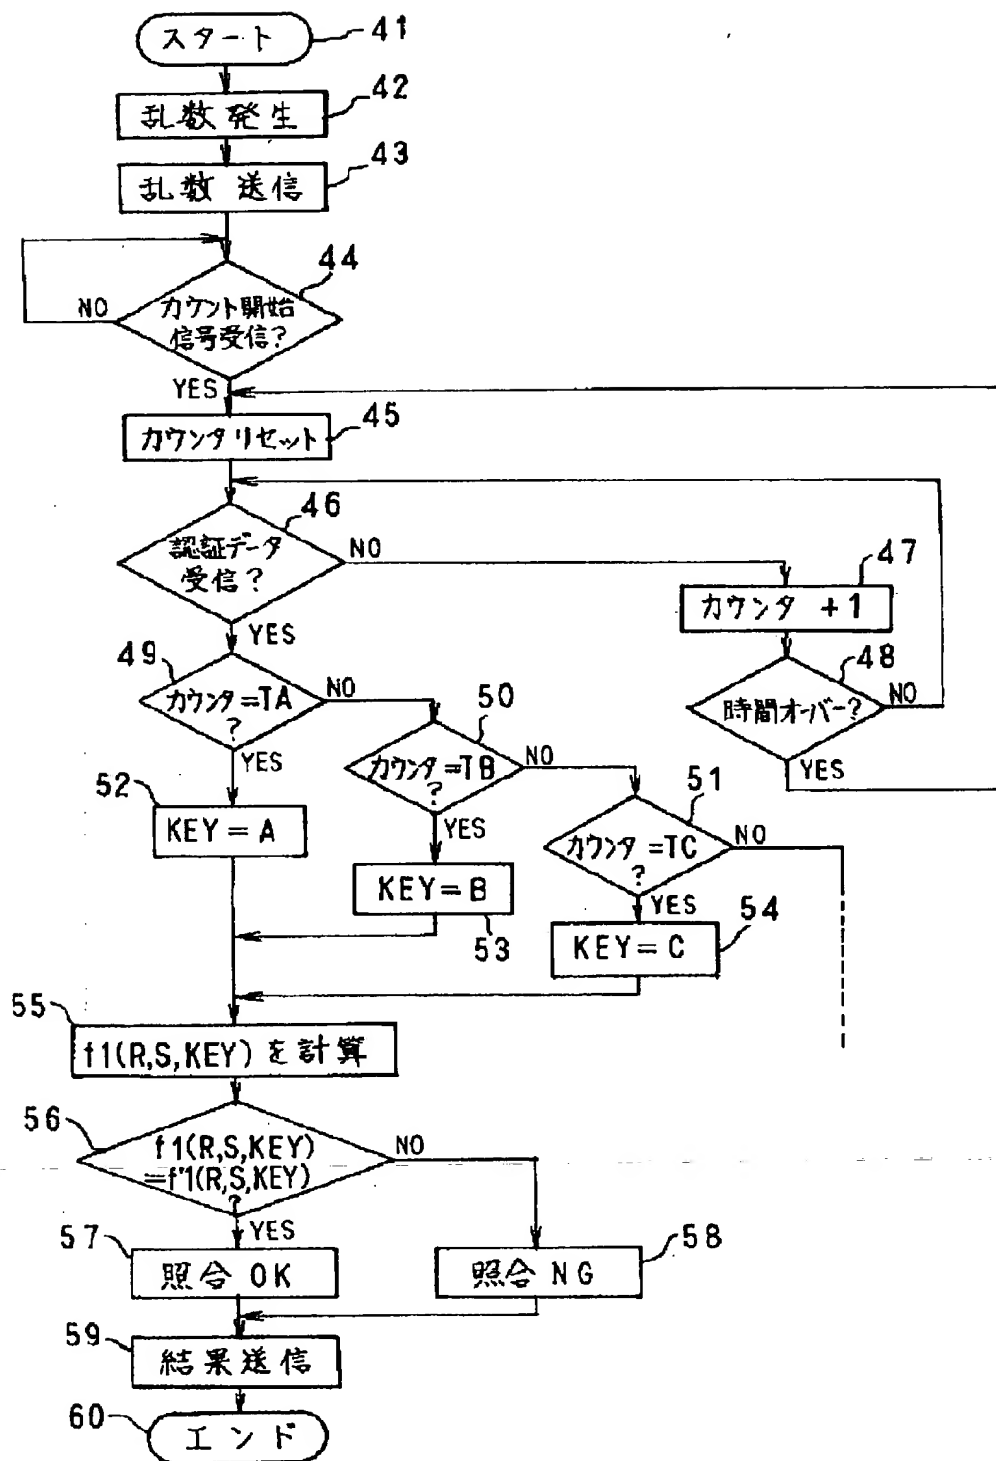 スタート
41
乱数発生
42
乱数 送信
43
カウント開始
信号受信?
44
NO
YES
カウンタリセット
45
認証データ
受信?
46
NO
YES
カウンタ +1
47
時間オーバー?
48
NO
YES
49
カウンタ=TA
?
NO
YES
50
カウンタ=TB
?
NO
YES
51
カウンタ=TC
?
NO
YES
52
KEY=A
KEY=B
53
KEY=C
54
55
f1(R,S,KEY)を計算
56
f1(R,S,KEY)
=f'1(R,S,KEY)
?
NO
YES
57
照合 OK
照合 NG
58
59
結果送信
60
エンド